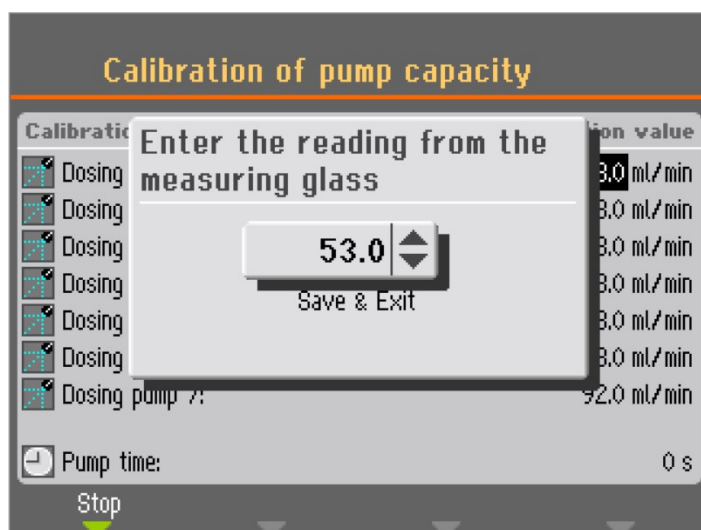 Calibration of pump capacity
Enter the reading from the
measuring glass
53.0
Save & Exit
value
Dosing ml/min
Dosing ml/min
Dosing ml/min
Dosing ml/min
Dosing ml/min
Dosing ml/min
Dosing pump 7: 92.0 ml/min
Pump time: 0 s
Stop